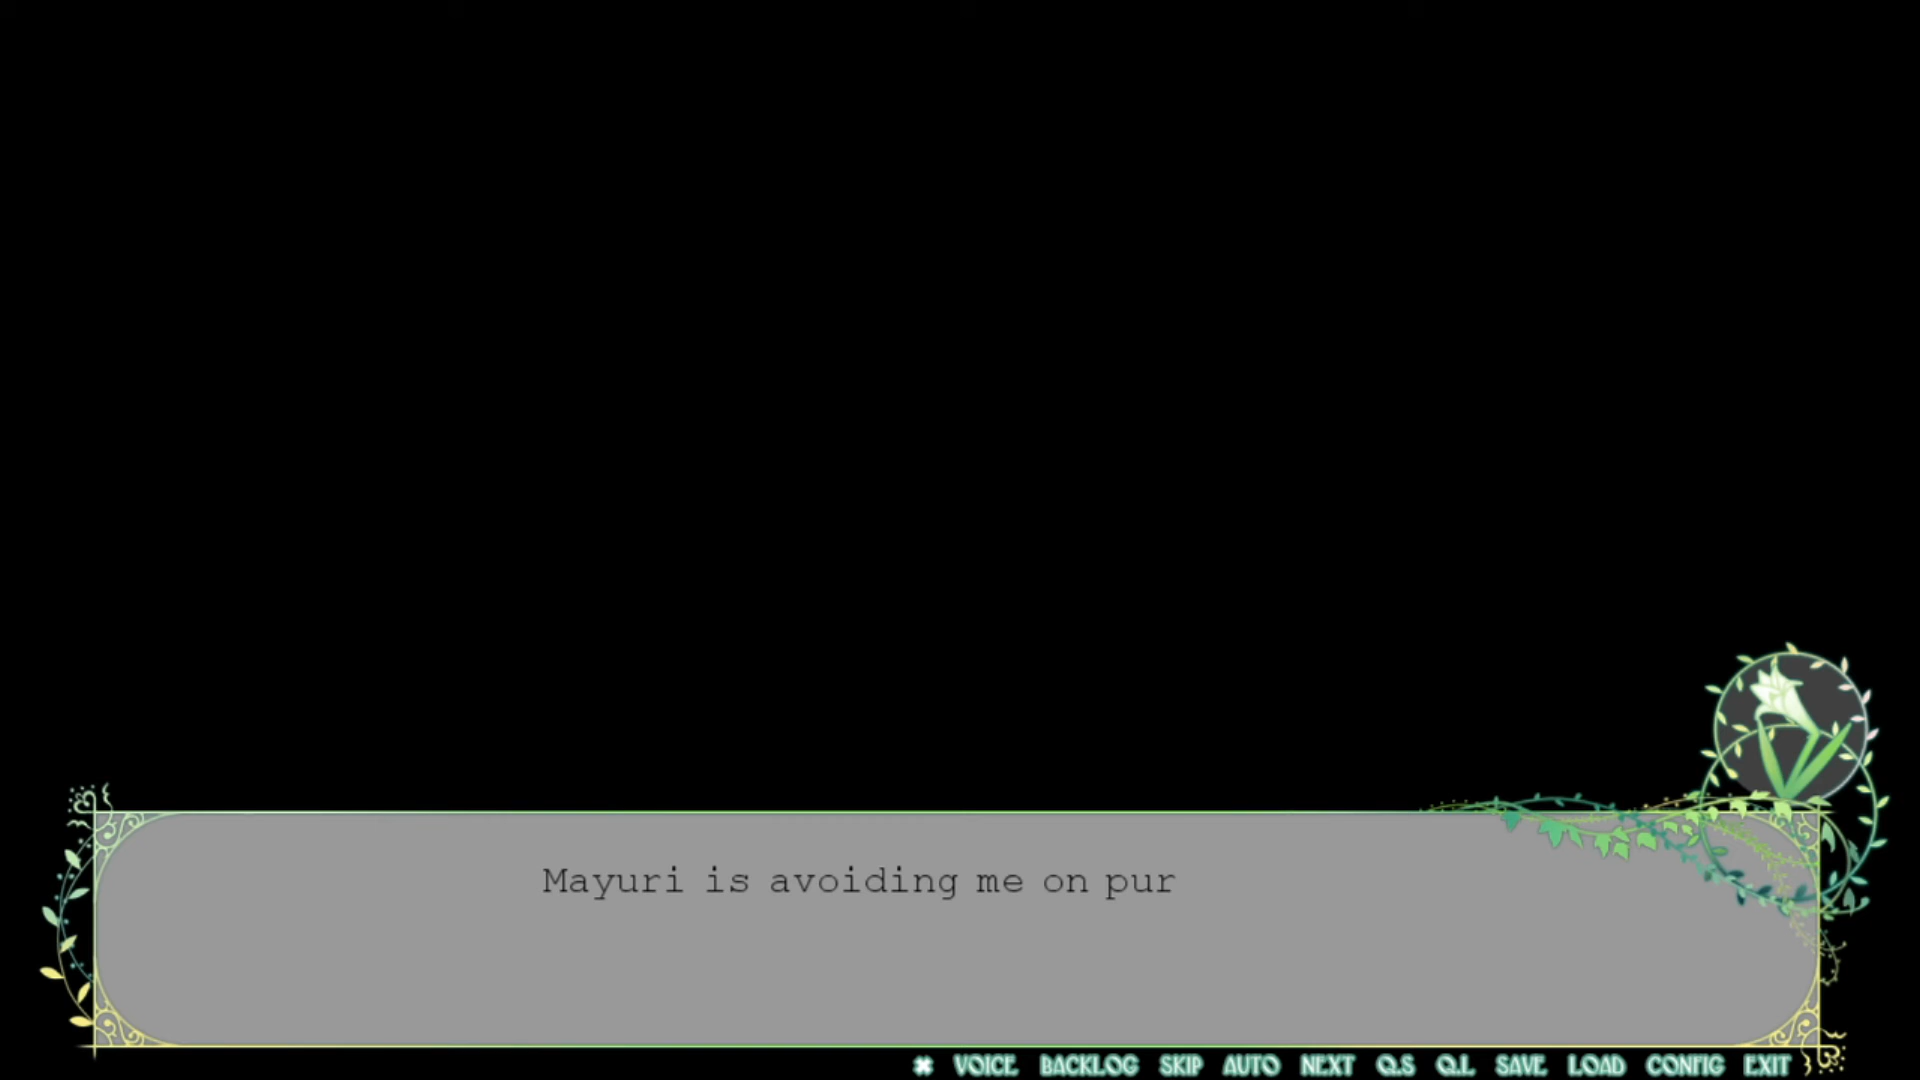 Mayuri is avoiding me on pur
✖ VOICE BACKLOG SKIP AUTO NEXT Q.S Q.L SAVE LOAD CONFIG EXIT